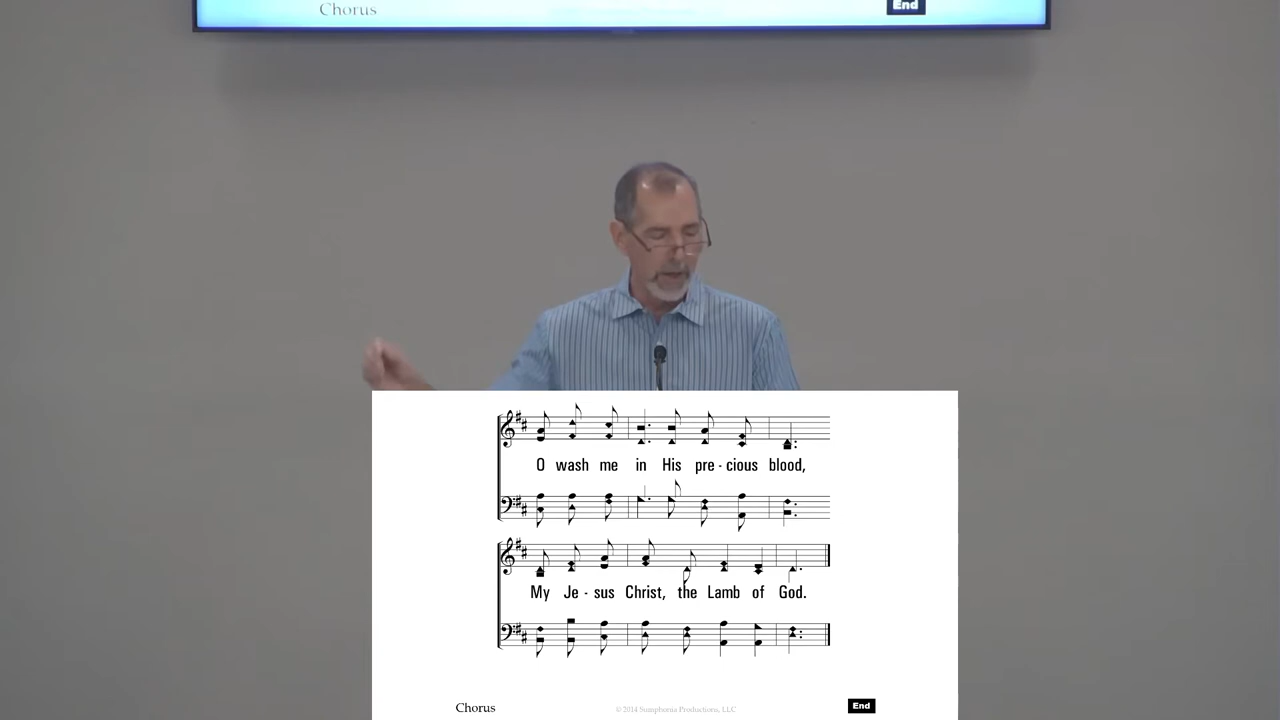 Chorus End
O wash me in His pre - cious blood,
My Je - sus Christ, the Lamb of God.
Chorus © 2014 Sumphonia Productions, LLC End